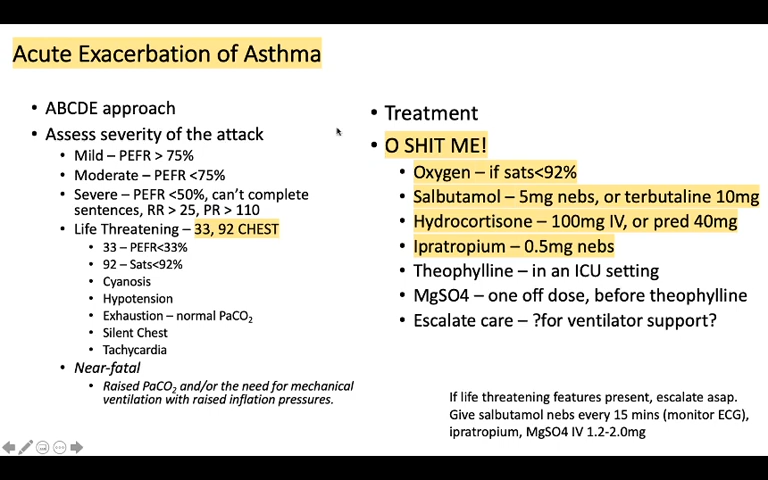 Acute Exacerbation of Asthma
• ABCDE approach
• Assess severity of the attack
• Mild – PEFR > 75%
• Moderate – PEFR <75%
• Severe – PEFR <50%, can't complete
sentences, RR > 25, PR > 110
• Life Threatening – 33, 92 CHEST
• 33 – PEFR<33%
• 92 – Sats<92%
• Cyanosis
• Hypotension
• Exhaustion – normal PaCO₂
• Silent Chest
• Tachycardia
• Near-fatal
• Raised PaCO₂ and/or the need for mechanical
ventilation with raised inflation pressures.
• Treatment
• O SHIT ME!
• Oxygen – if sats<92%
• Salbutamol – 5mg nebs, or terbutaline 10mg
• Hydrocortisone – 100mg IV, or pred 40mg
• Ipratropium – 0.5mg nebs
• Theophylline – in an ICU setting
• MgSO4 – one off dose, before theophylline
• Escalate care – ?for ventilator support?
If life threatening features present, escalate asap.
Give salbutamol nebs every 15 mins (monitor ECG),
ipratropium, MgSO4 IV 1.2-2.0mg